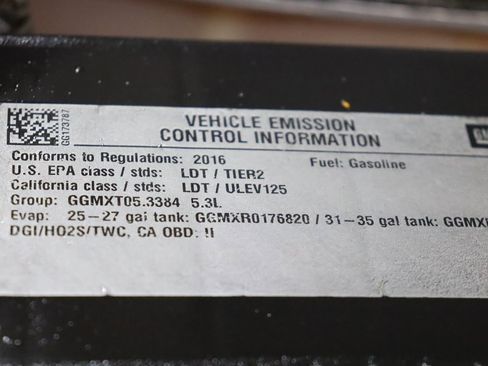 VEHICLE EMISSION
CONTROL INFORMATION
GG173787
Conforms to Regulations: 2016 Fuel: Gasoline
U.S. EPA class / stds: LDT / TIER2
California class / stds: LDT / ULEV125
Group: GGMXT05.3384 5.3L
Evap: 25-27 gal tank: GGMXR0176820 / 31-35 gal tank: GGMX
DGI/HO2S/TWC, CA OBD: II